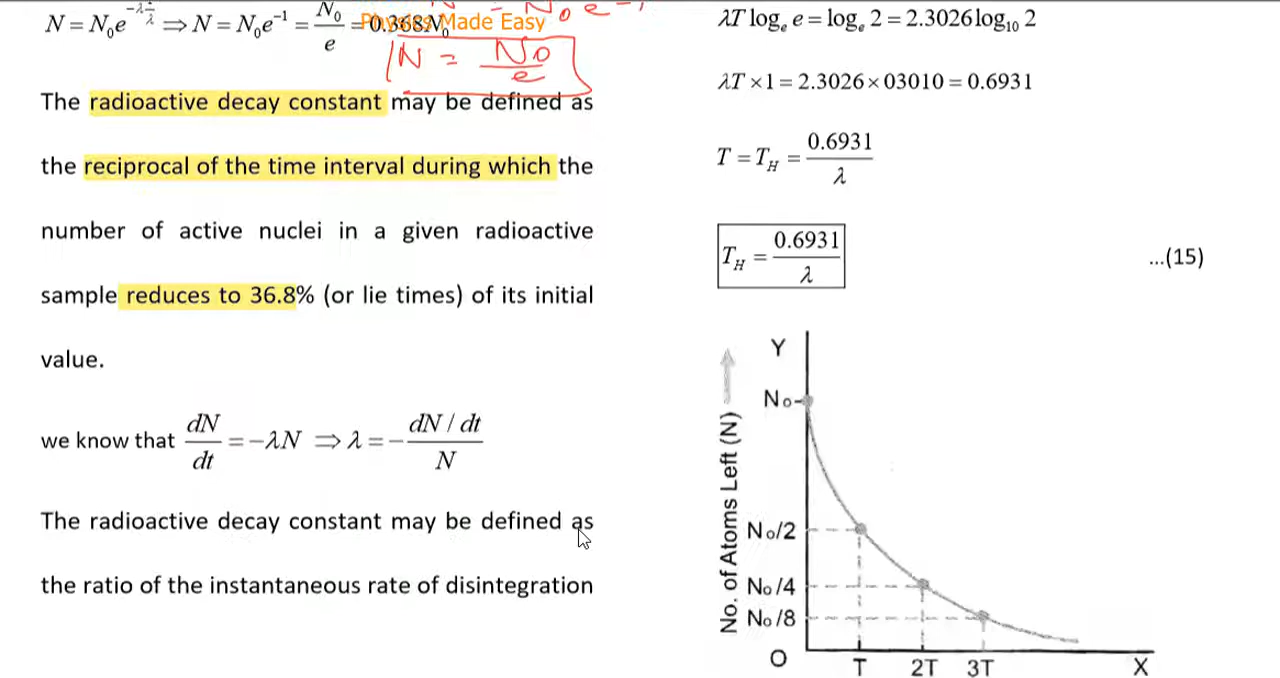 N = N₀e^(-λ 1/λ) ⇒ N = N₀e⁻¹ = N₀/e = 0.368N₀
Physics Made Easy
N₀ e⁻¹
N = N₀/e
The radioactive decay constant may be defined as
the reciprocal of the time interval during which the
number of active nuclei in a given radioactive
sample reduces to 36.8% (or lie times) of its initial
value.
we know that dN/dt = -λN ⇒ λ = - (dN / dt)/N
The radioactive decay constant may be defined as
the ratio of the instantaneous rate of disintegration
λT logₑ e = logₑ 2 = 2.3026 log₁₀ 2
λT × 1 = 2.3026 × 03010 = 0.6931
T = T_H = 0.6931/λ
T_H = 0.6931/λ ...(15)
Y
No
No. of Atoms Left (N)
No/2
No/4
No/8
O T 2T 3T X